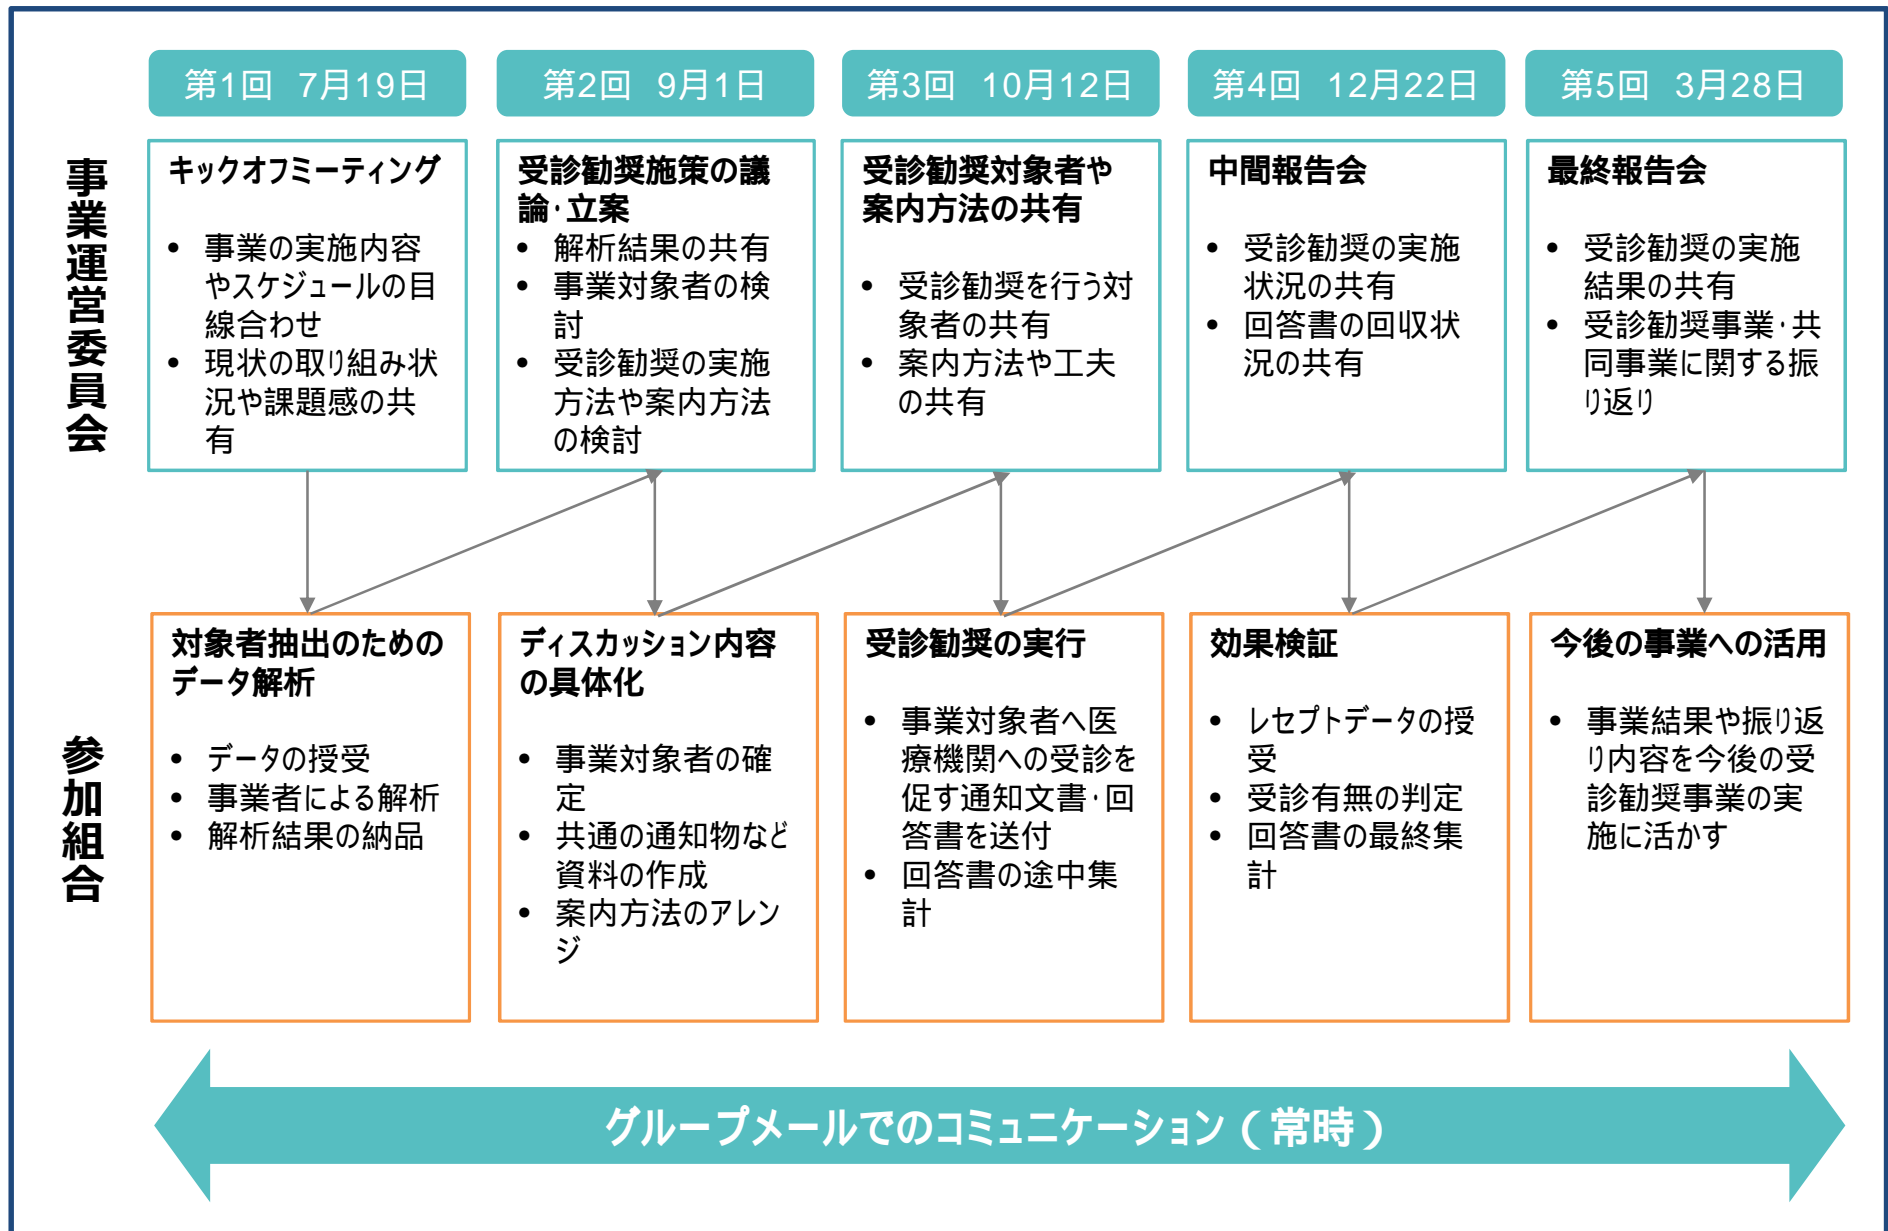 第1回 7月19日
第2回 9月1日
第3回 10月12日
第4回 12月22日
第5回 3月28日
事業運営委員会
キックオフミーティング
• 事業の実施内容
やスケジュールの目
線合わせ
• 現状の取り組み状
況や課題感の共
有
受診勧奨施策の議
論･立案
• 解析結果の共有
• 事業対象者の検
討
• 受診勧奨の実施
方法や案内方法
の検討
受診勧奨対象者や
案内方法の共有
• 受診勧奨を行う対
象者の共有
• 案内方法や工夫
の共有
中間報告会
• 受診勧奨の実施
状況の共有
• 回答書の回収状
況の共有
最終報告会
• 受診勧奨の実施
結果の共有
• 受診勧奨事業･共
同事業に関する振
り返り
参加組合
対象者抽出のための
データ解析
• データの授受
• 事業者による解析
• 解析結果の納品
ディスカッション内容
の具体化
• 事業対象者の確
定
• 共通の通知物など
資料の作成
• 案内方法のアレン
ジ
受診勧奨の実行
• 事業対象者へ医
療機関への受診を
促す通知文書･回
答書を送付
• 回答書の途中集
計
効果検証
• レセプトデータの授
受
• 受診有無の判定
• 回答書の最終集
計
今後の事業への活用
• 事業結果や振り返
り内容を今後の受
診勧奨事業の実
施に活かす
グループメールでのコミュニケーション（常時）